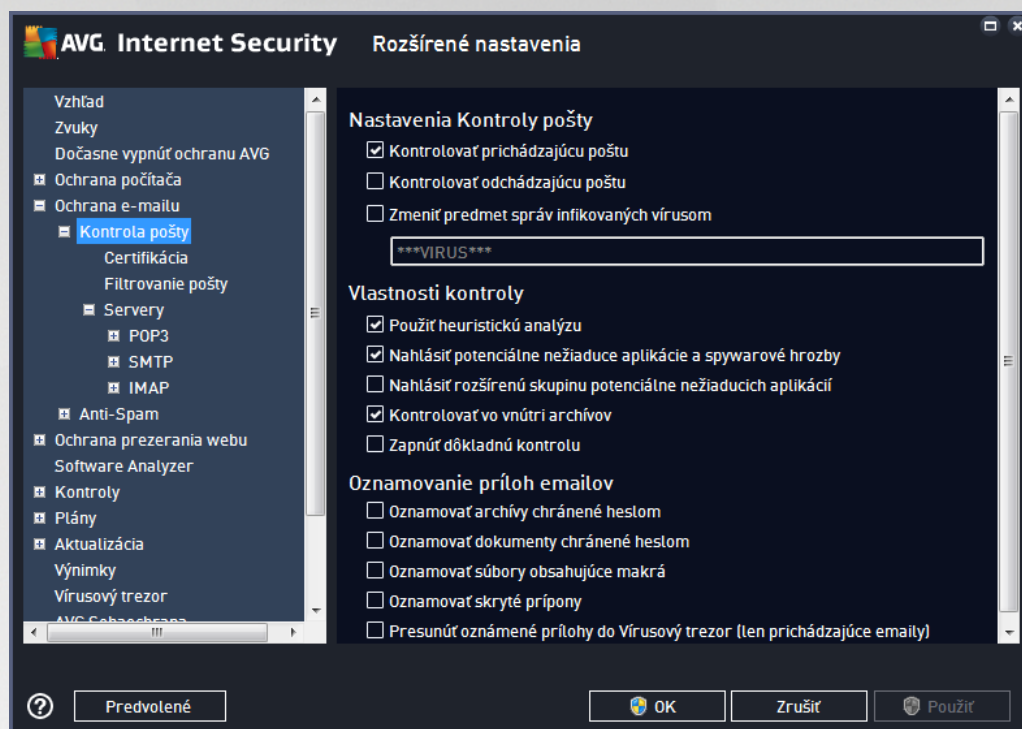 AVG. Internet Security
Rozšírené nastavenia
Vzhľad
Zvuky
Dočasne vypnúť ochranu AVG
Ochrana počítača
Ochrana e-mailu
Kontrola pošty
Certifikácia
Filtrovanie pošty
Servery
POP3
SMTP
IMAP
Anti-Spam
Ochrana prezerania webu
Software Analyzer
Kontroly
Plány
Aktualizácia
Výnimky
Vírusový trezor
AVG Sebaochrana
Nastavenia Kontroly pošty
Kontrolovať prichádzajúcu poštu
Kontrolovať odchádzajúcu poštu
Zmeniť predmet správ infikovaných vírusom
***VIRUS***
Vlastnosti kontroly
Použiť heuristickú analýzu
Nahlásiť potenciálne nežiaduce aplikácie a spywarové hrozby
Nahlásiť rozšírenú skupinu potenciálne nežiaducich aplikácií
Kontrolovať vo vnútri archívov
Zapnúť dôkladnú kontrolu
Oznamovanie príloh emailov
Oznamovať archívy chránené heslom
Oznamovať dokumenty chránené heslom
Oznamovať súbory obsahujúce makrá
Oznamovať skryté prípony
Presunúť oznámené prílohy do Vírusový trezor (len prichádzajúce emaily)
Predvolené
OK
Zrušiť
Použiť